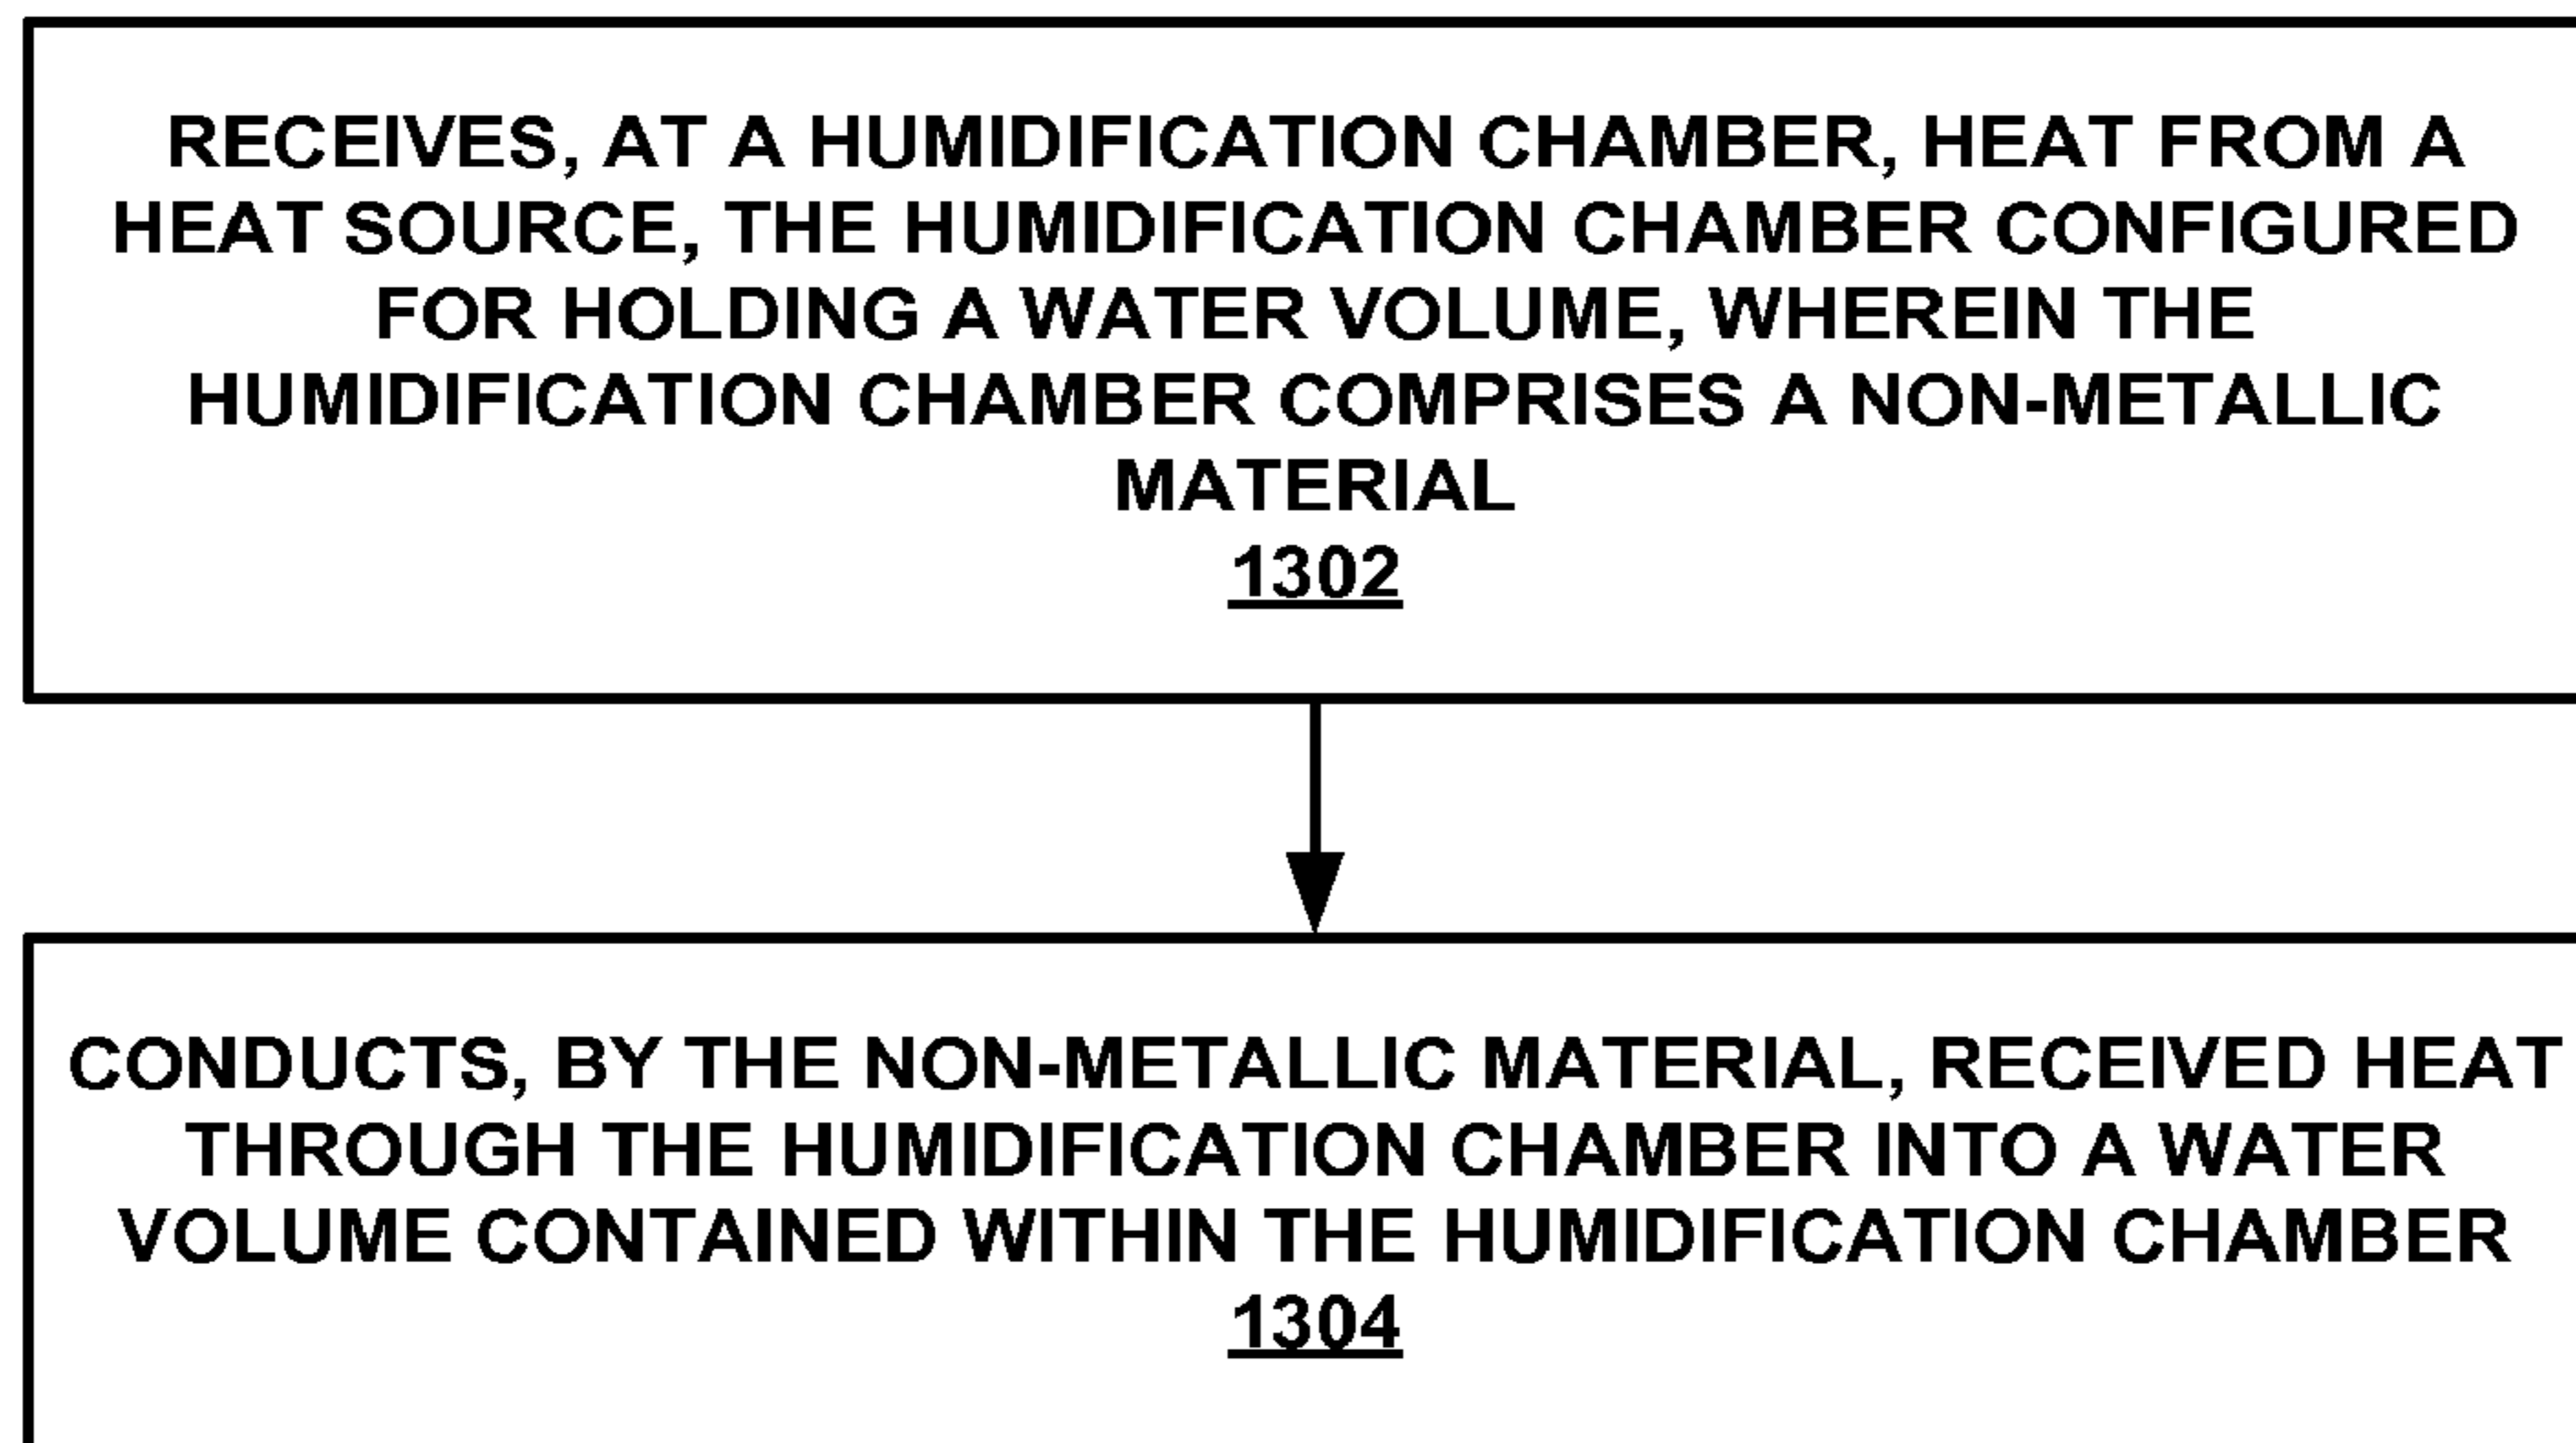 RECEIVES, AT A HUMIDIFICATION CHAMBER, HEAT FROM A
HEAT SOURCE, THE HUMIDIFICATION CHAMBER CONFIGURED
FOR HOLDING A WATER VOLUME, WHEREIN THE
HUMIDIFICATION CHAMBER COMPRISES A NON-METALLIC
MATERIAL
1302
CONDUCTS, BY THE NON-METALLIC MATERIAL, RECEIVED HEAT
THROUGH THE HUMIDIFICATION CHAMBER INTO A WATER
VOLUME CONTAINED WITHIN THE HUMIDIFICATION CHAMBER
1304